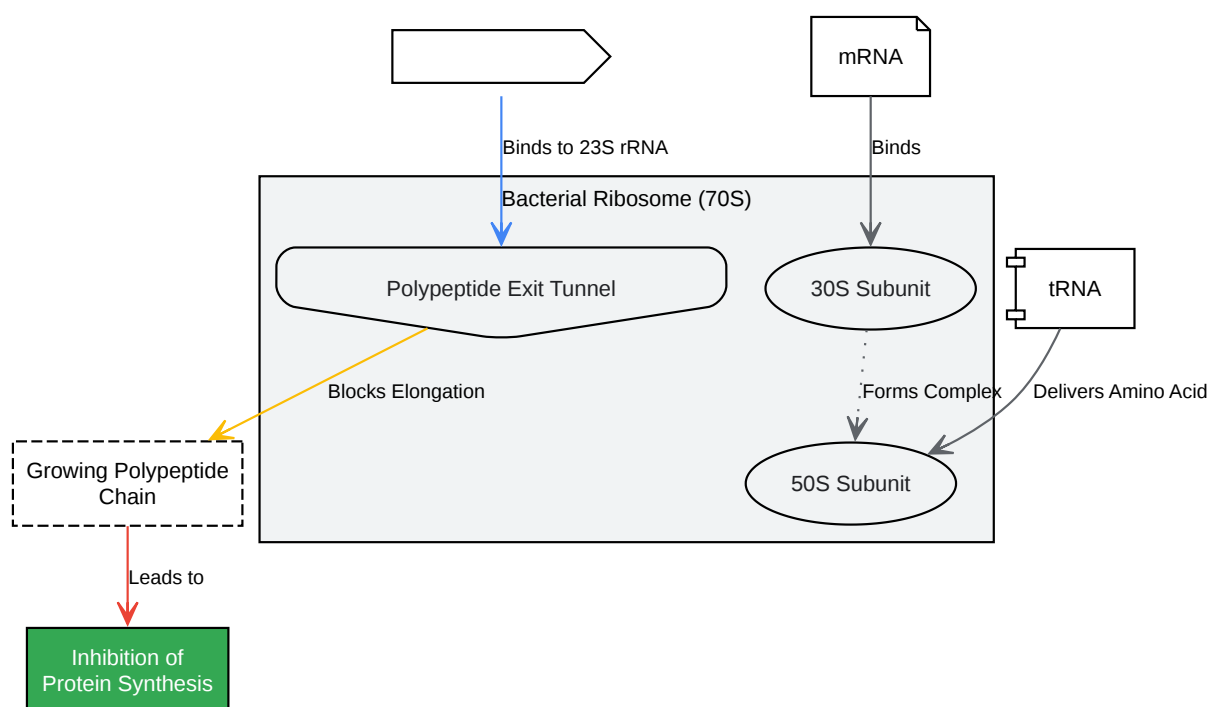 mRNA
Binds to 23S rRNA
Binds
Bacterial Ribosome (70S)
Polypeptide Exit Tunnel
30S Subunit
tRNA
Blocks Elongation
Forms Complex
Delivers Amino Acid
Growing Polypeptide
Chain
50S Subunit
Leads to
Inhibition of
Protein Synthesis